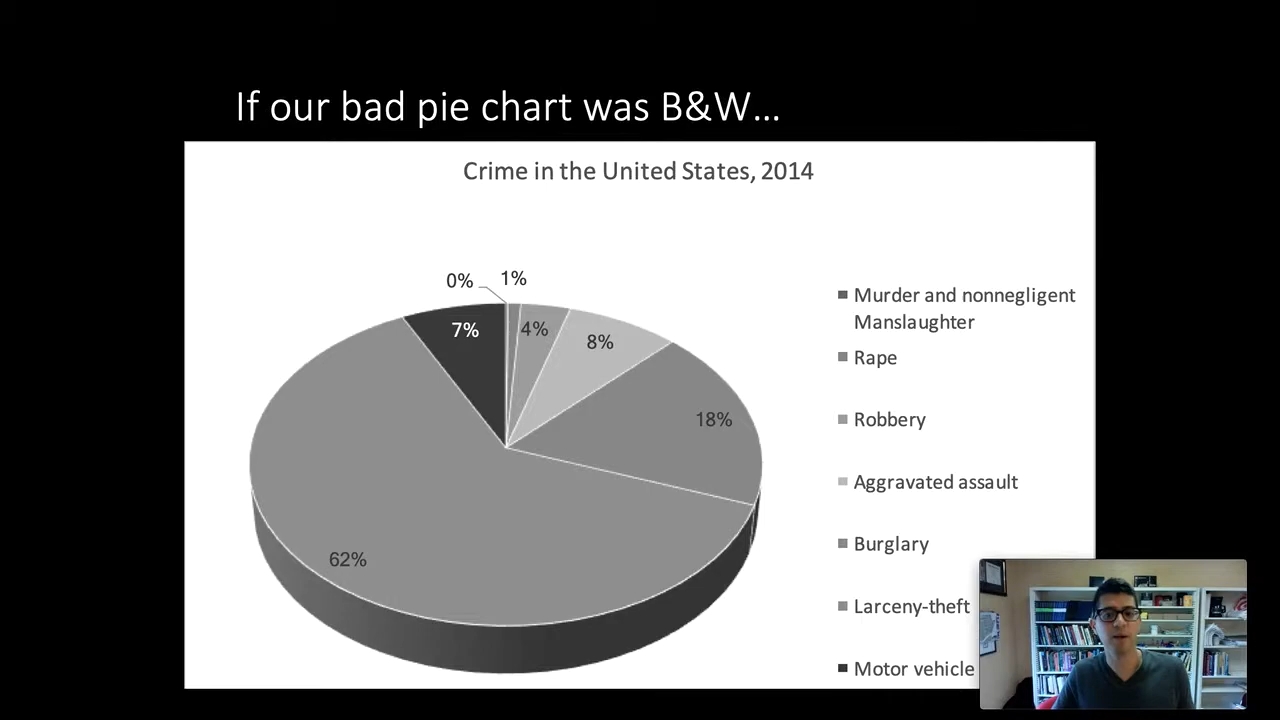 If our bad pie chart was B&W...
Crime in the United States, 2014
0%
1%
7%
4%
8%
18%
62%
Murder and nonnegligent
Manslaughter
Rape
Robbery
Aggravated assault
Burglary
Larceny-theft
Motor vehicle